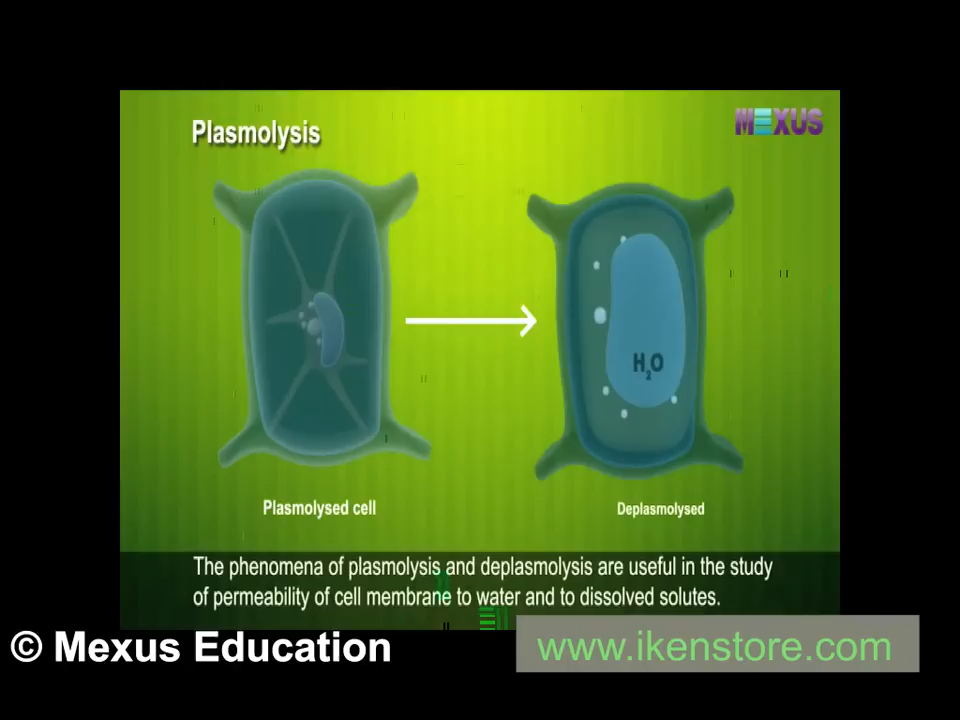 Plasmolysis
MEXUS
H₂O
Plasmolysed cell
Deplasmolysed
The phenomena of plasmolysis and deplasmolysis are useful in the study
of permeability of cell membrane to water and to dissolved solutes.
© Mexus Education
www.ikenstore.com